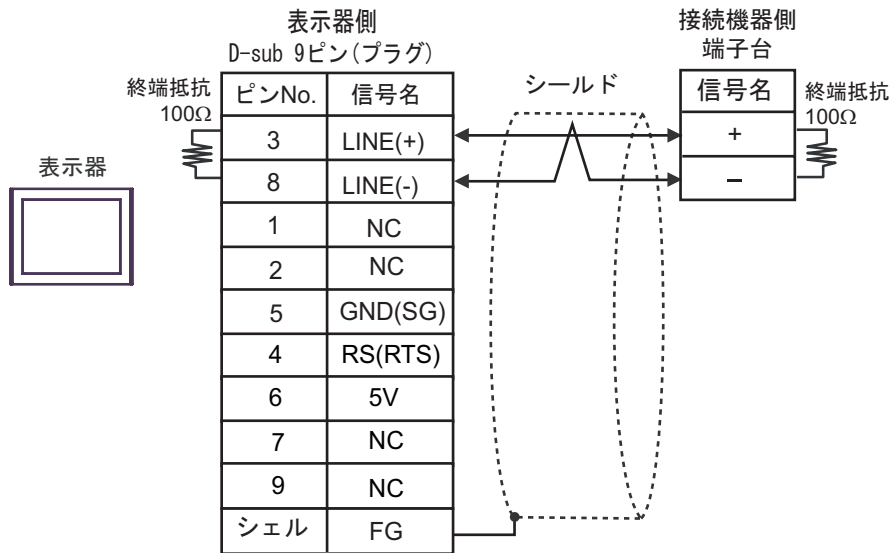 表示器側
D-sub 9ピン(プラグ)
接続機器側
端子台
終端抵抗
100Ω
シールド
終端抵抗
100Ω
表示器
ピンNo. 信号名
3 LINE(+)
8 LINE(-)
1 NC
2 NC
5 GND(SG)
4 RS(RTS)
6 5V
7 NC
9 NC
シェル FG
信号名
+
−